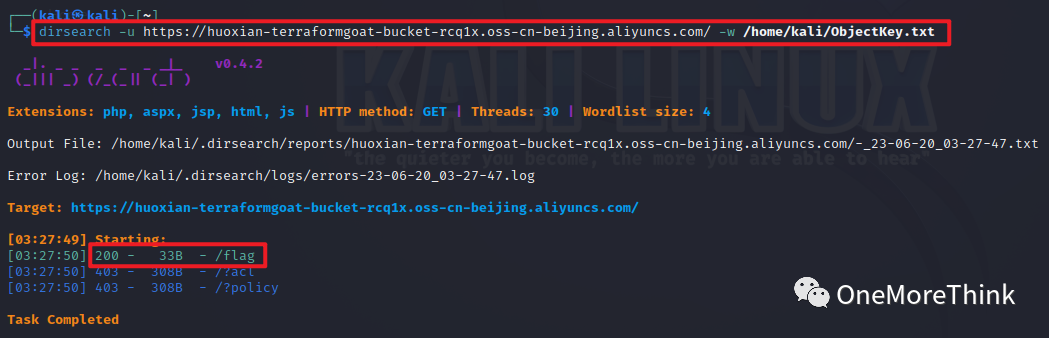 ┌──(kali㉿kali)-[~]
└─$ dirsearch -u https://huoxian-terraformgoat-bucket-rcq1x.oss-cn-beijing.aliyuncs.com/ -w /home/kali/ObjectKey.txt
v0.4.2
Extensions: php, aspx, jsp, html, js | HTTP method: GET | Threads: 30 | Wordlist size: 4
KALI LINUX
Output File: /home/kali/.dirsearch/reports/huoxian-terraformgoat-bucket-rcq1x.oss-cn-beijing.aliyuncs.com/-_23-06-20_03-27-47.txt
"the quieter you become, the more you are able to hear"
Error Log: /home/kali/.dirsearch/logs/errors-23-06-20_03-27-47.log
Target: https://huoxian-terraformgoat-bucket-rcq1x.oss-cn-beijing.aliyuncs.com/
[03:27:49] Starting:
[03:27:50] 200 -   33B  - /flag
[03:27:50] 403 -  308B  - /?acl
[03:27:50] 403 -  308B  - /?policy
OneMoreThink
Task Completed